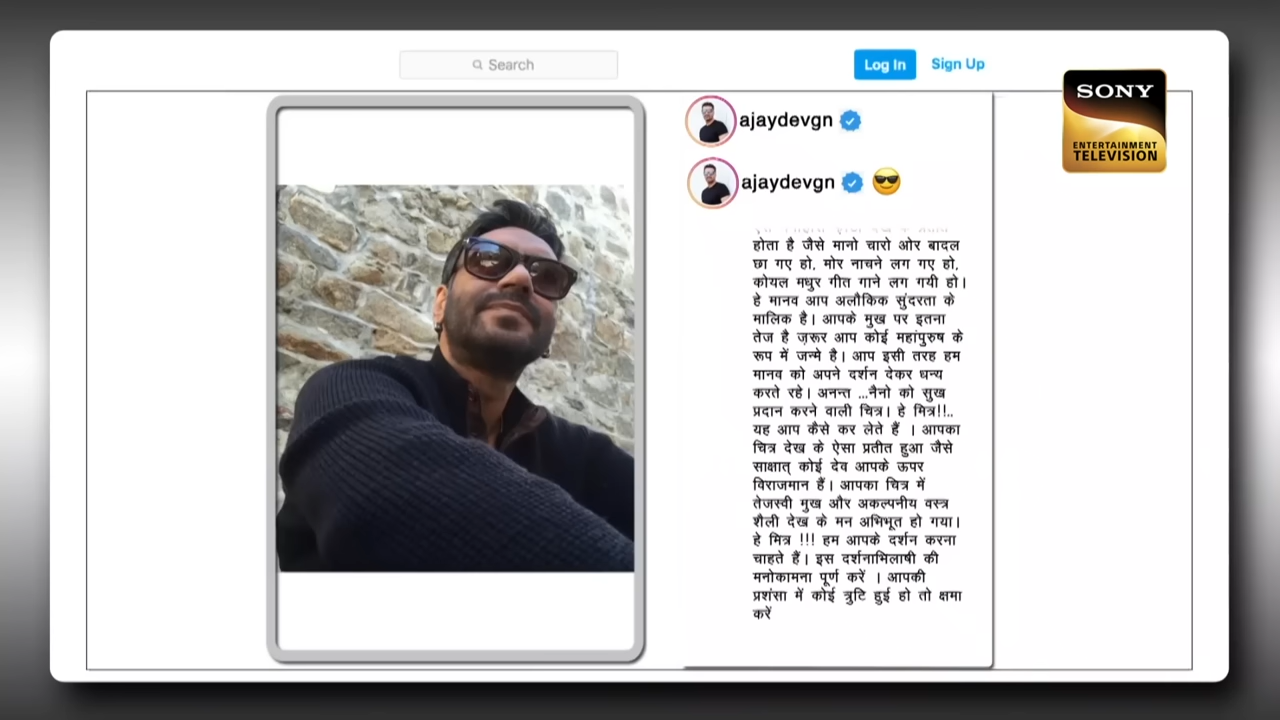 Search
Log In
Sign Up
SONY
ENTERTAINMENT
TELEVISION
ajaydevgn
ajaydevgn 😎
होता है जैसे मानो चारो ओर बादल
छा गए हो, मोर नाचने लग गए हो,
कोयल मधुर गीत गाने लग गयी हो।
हे मानव आप अलौकिक सुंदरता के
मालिक है। आपके मुख पर इतना
तेज है ज़रूर आप कोई महांपुरुष के
रूप में जन्मे है। आप इसी तरह हम
मानव को अपने दर्शन देकर धन्य
करते रहे। अनन्त ...नैनो को सुख
प्रदान करने वाली चित्र। हे मित्र!!..
यह आप कैसे कर लेते हैं । आपका
चित्र देख के ऐसा प्रतीत हुआ जैसे
साक्षात् कोई देव आपके ऊपर
विराजमान हैं। आपका चित्र में
तेजस्वी मुख और अकल्पनीय वस्त्र
शैली देख के मन अभिभूत हो गया।
हे मित्र !!! हम आपके दर्शन करना
चाहते हैं। इस दर्शनाभिलाषी की
मनोकामना पूर्ण करें । आपकी
प्रशंसा में कोई त्रुटि हुई हो तो क्षमा
करें